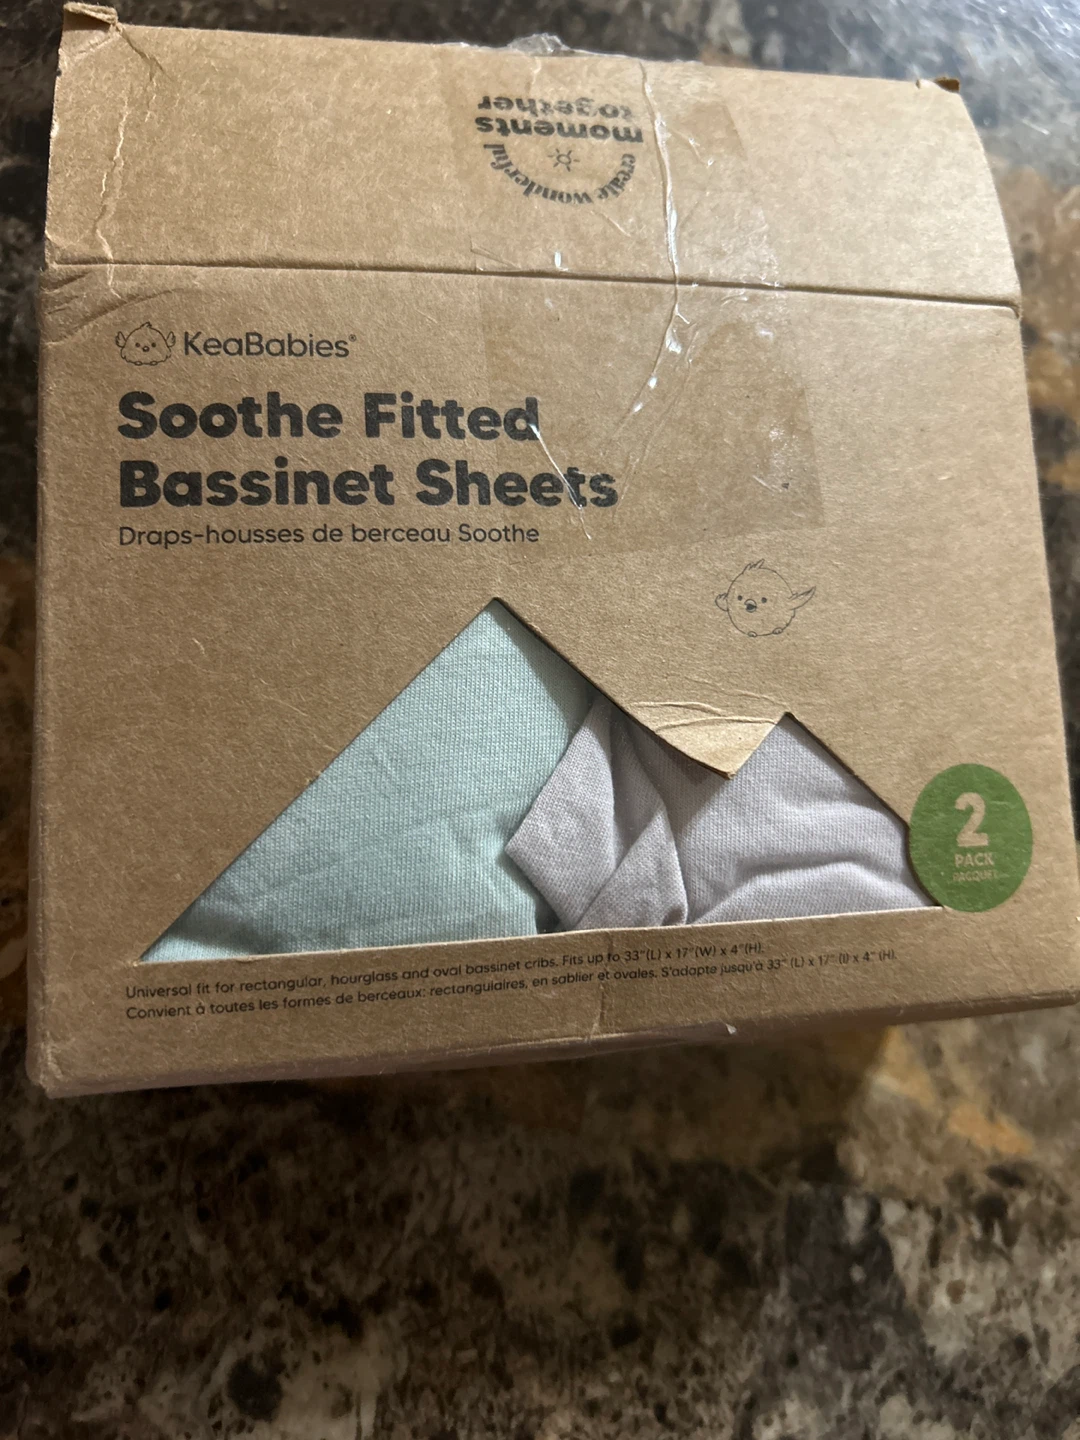 create wonderful
moments
together
KeaBabies®
Soothe Fitted
Bassinet Sheets
Draps-housses de berceau Soothe
2
PACK
PACQUET
Universal fit for rectangular, hourglass and oval bassinet cribs. Fits up to 33"(L) x 17"(W) x 4"(H).
Convient à toutes les formes de berceaux: rectangulaires, en sablier et ovales. S'adapte jusqu'à 33" (L) x 17" (l) x 4" (H).